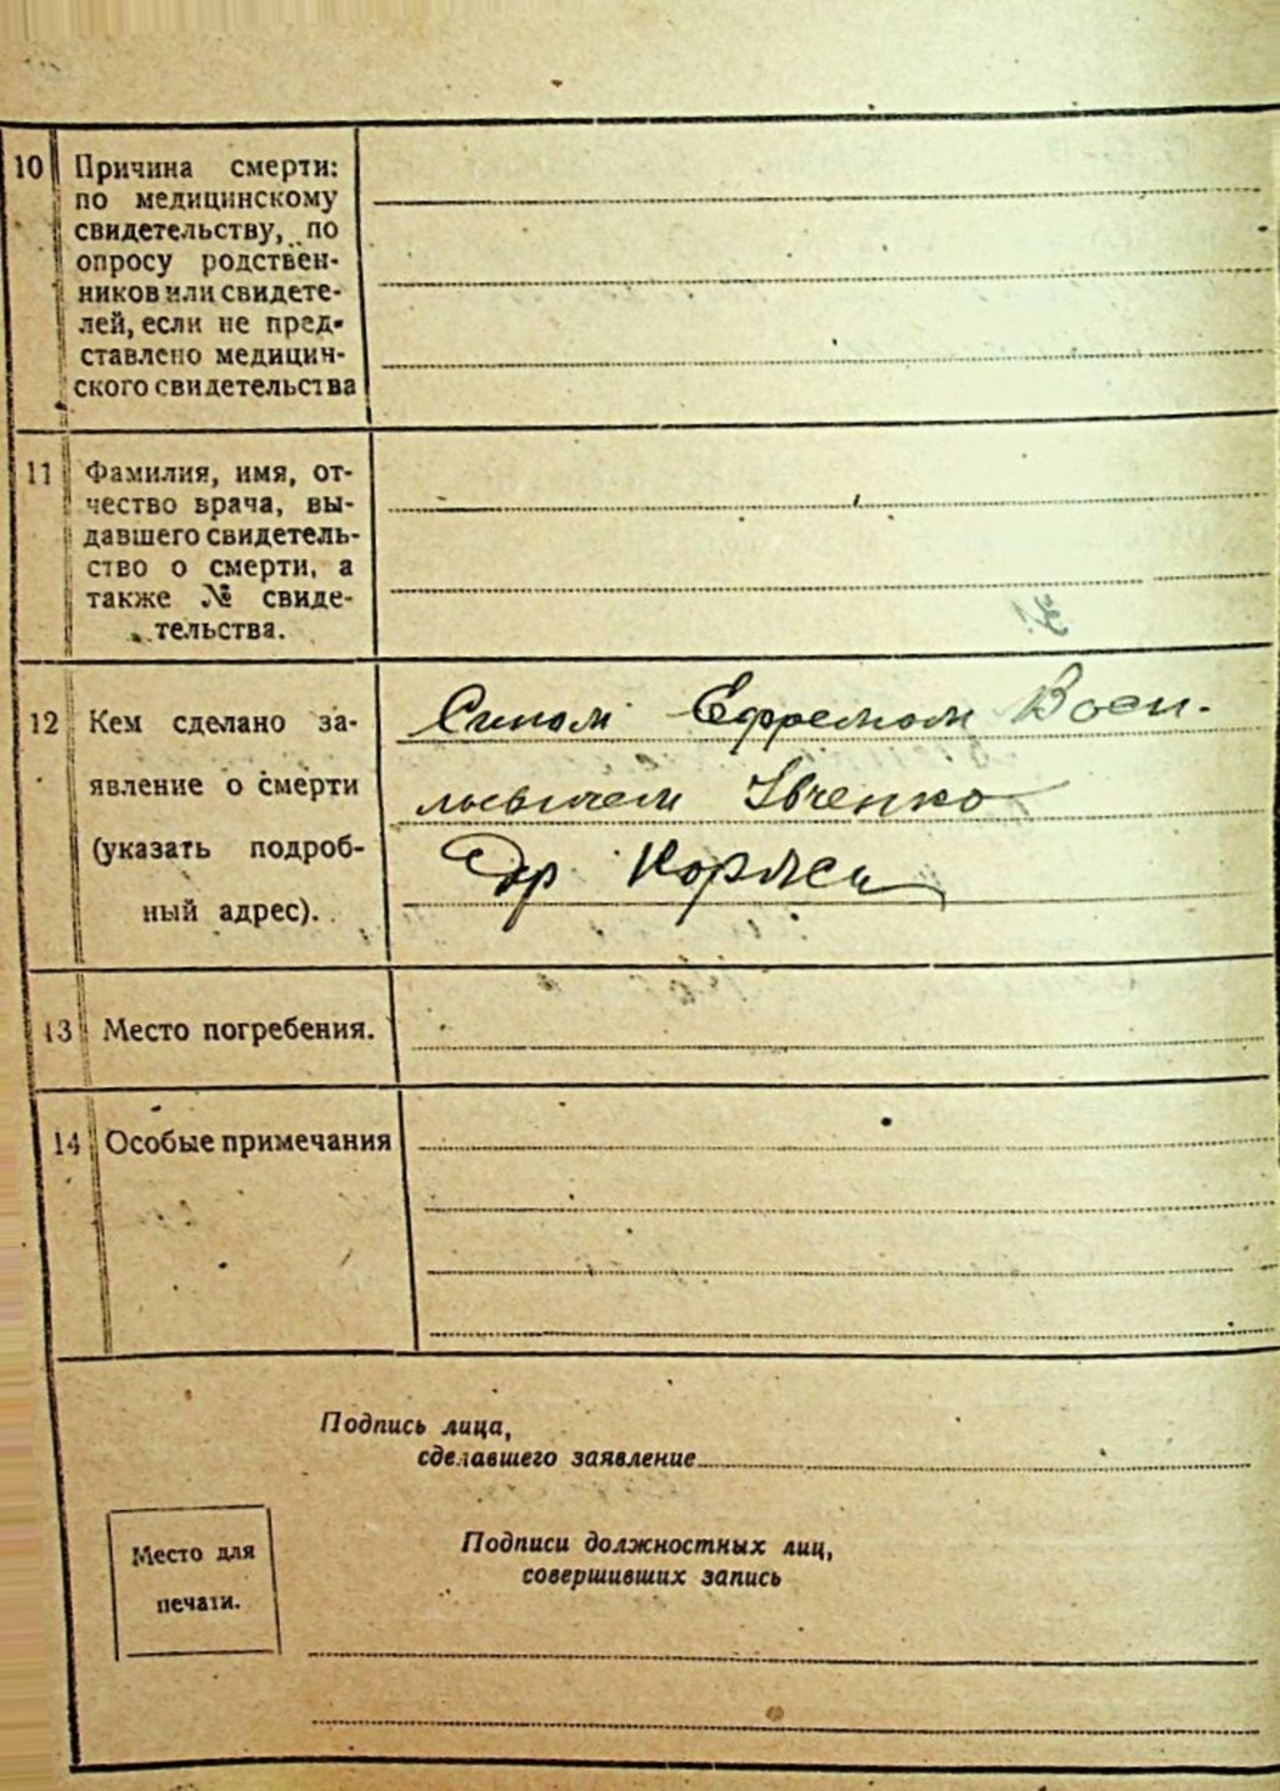 10 Причина смерти:
по медицинскому
свидетельству, по
опросу родствен-
ников или свидете-
лей, если не пред-
ставлено медицин-
ского свидетельства
11 Фамилия, имя, от-
чество врача, вы-
давшего свидетель-
ство о смерти, а
также № свиде-
тельства.
12 Кем сделано за-
явление о смерти
(указать подроб-
ный адрес).
Сином Ефремом Васи-
льевичем Ивченко
13 Место погребения.
14 Особые примечания
Подпись лица,
сделавшего заявление
Место для
печати.
Подписи должностных лиц,
совершивших запись